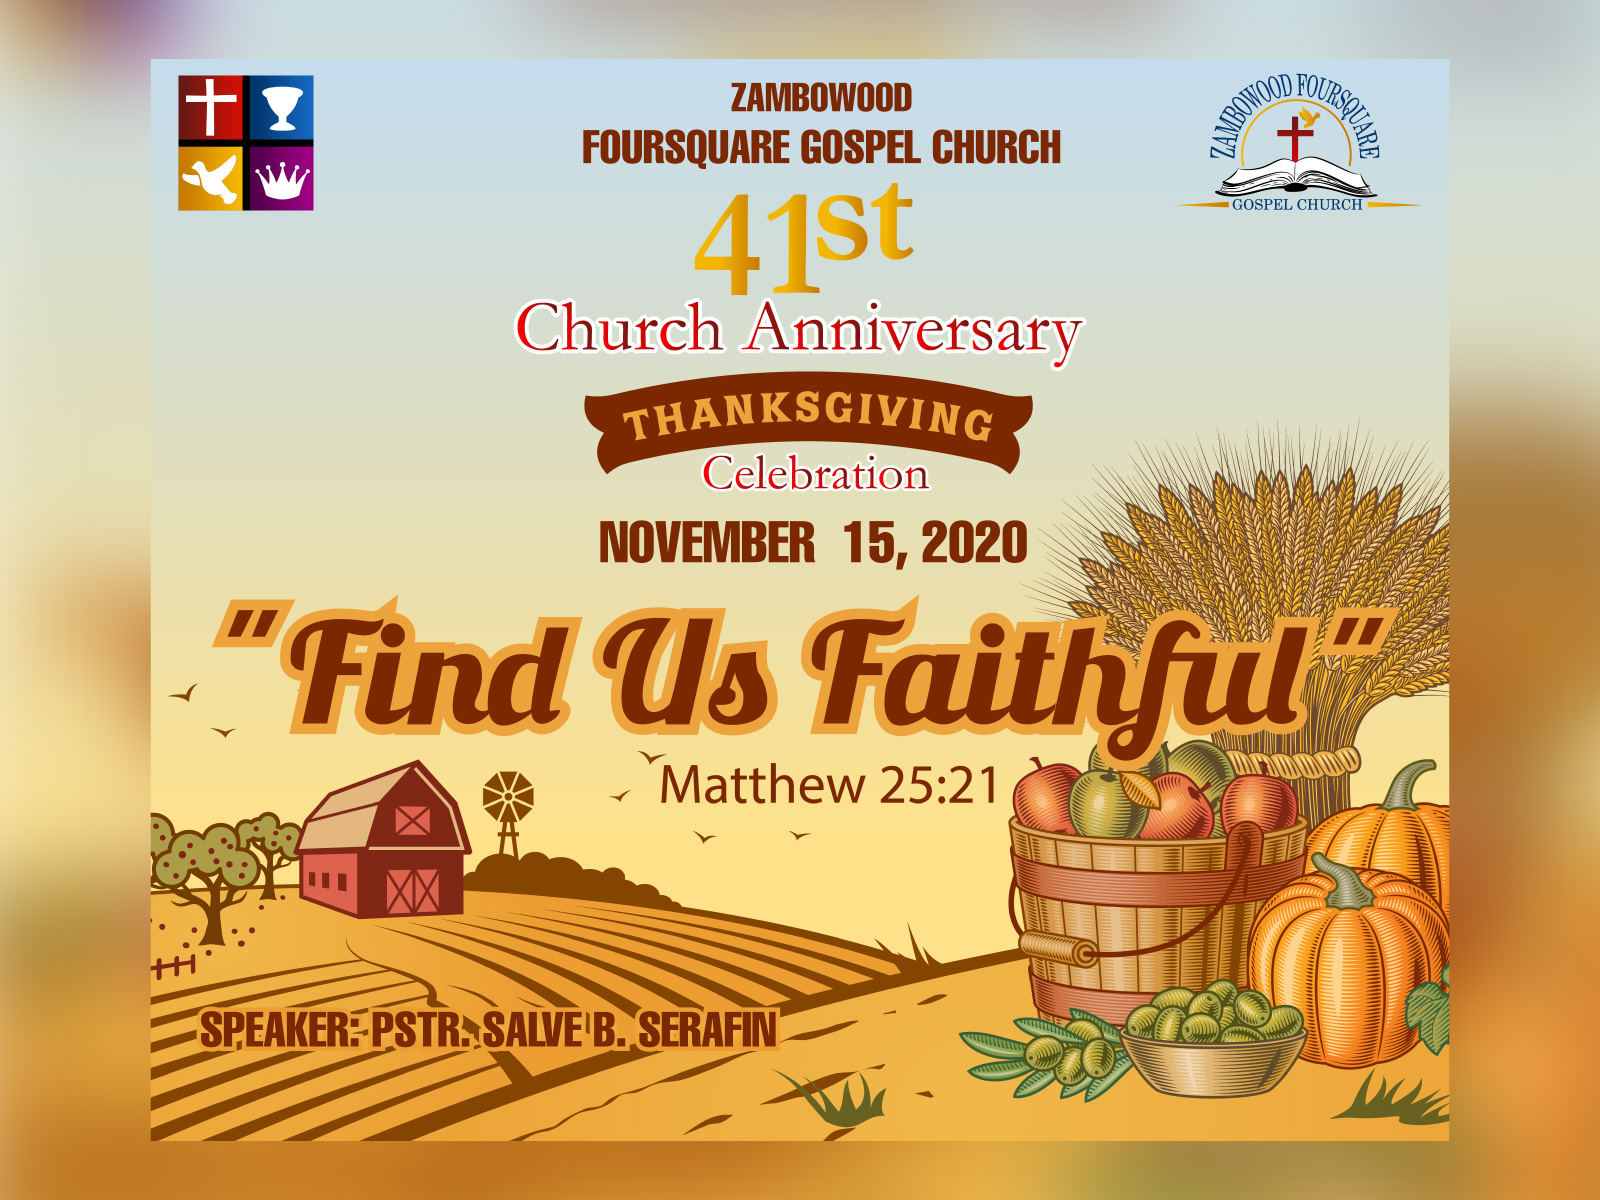 ZAMBOWOOD
FOURSQUARE GOSPEL CHURCH
ZAMBOWOOD FOURSQUARE
GOSPEL CHURCH
41st
Church Anniversary
THANKSGIVING
Celebration
NOVEMBER 15, 2020
"Find Us Faithful"
Matthew 25:21
SPEAKER: PSTR. SALVE B. SERAFIN